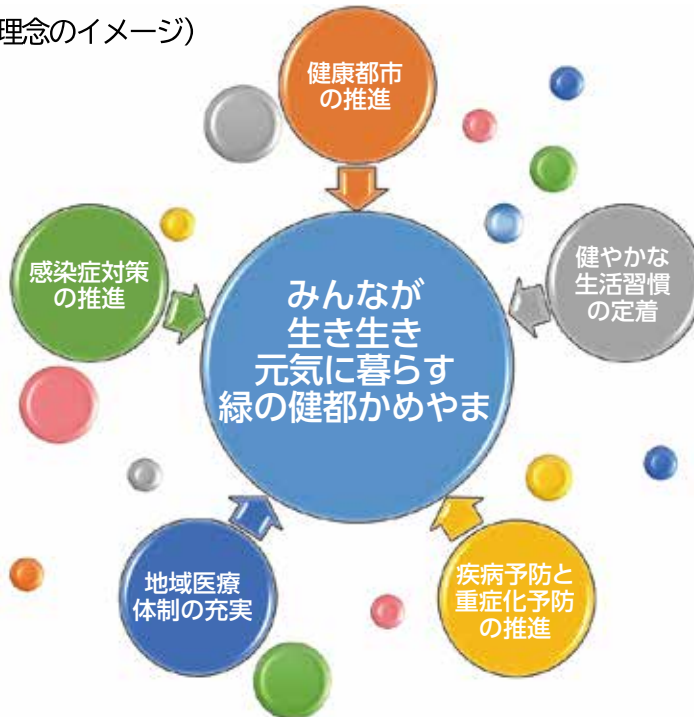 理念のイメージ）
健康都市
の推進
感染症対策
の推進
健やかな
生活習慣
の定着
みんなが
生き生き
元気に暮らす
緑の健都かめやま
地域医療
体制の充実
疾病予防と
重症化予防
の推進